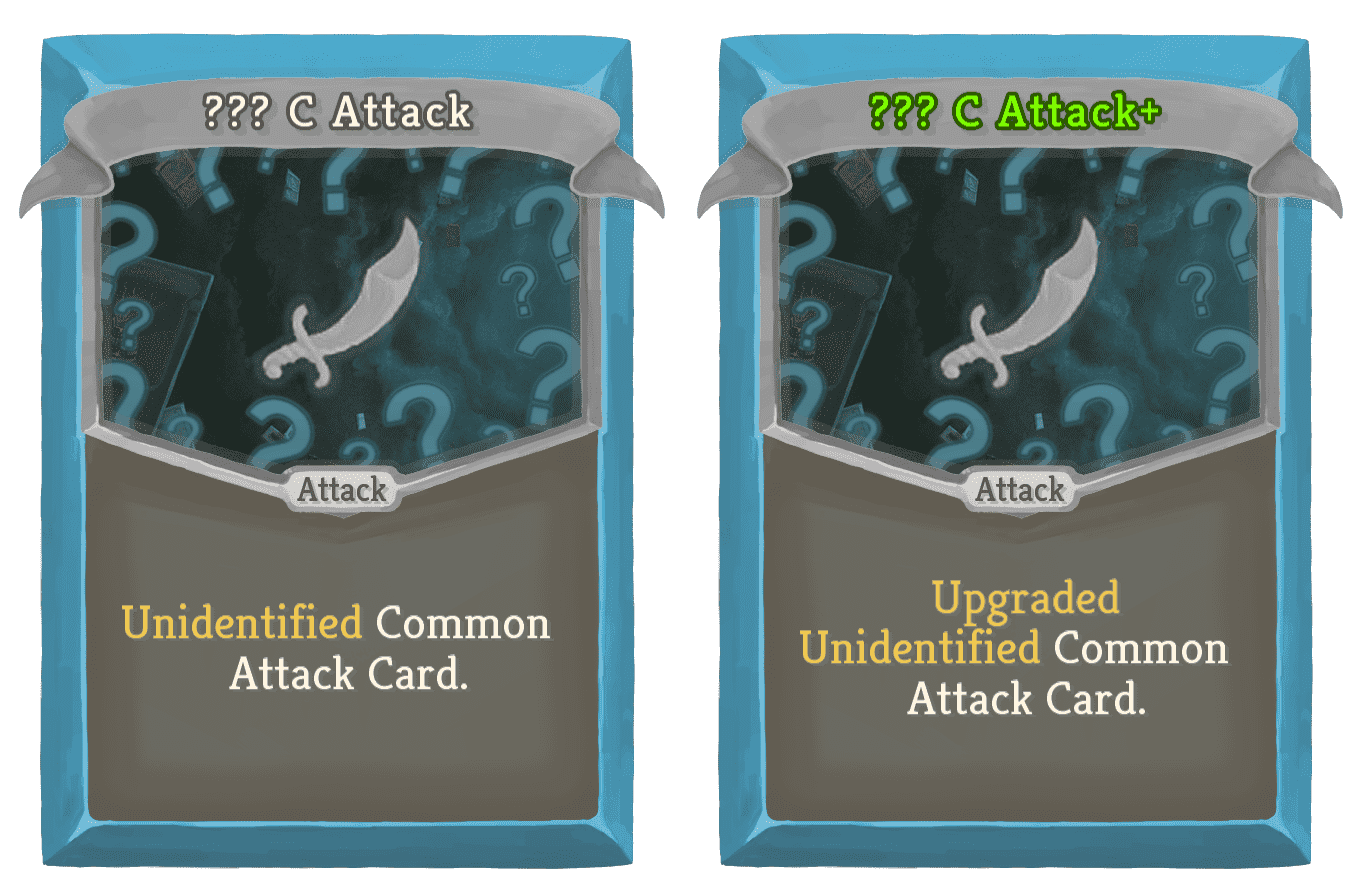 ??? C Attack
Attack
Unidentified Common
Attack Card.
??? C Attack+
Attack
Upgraded
Unidentified Common
Attack Card.